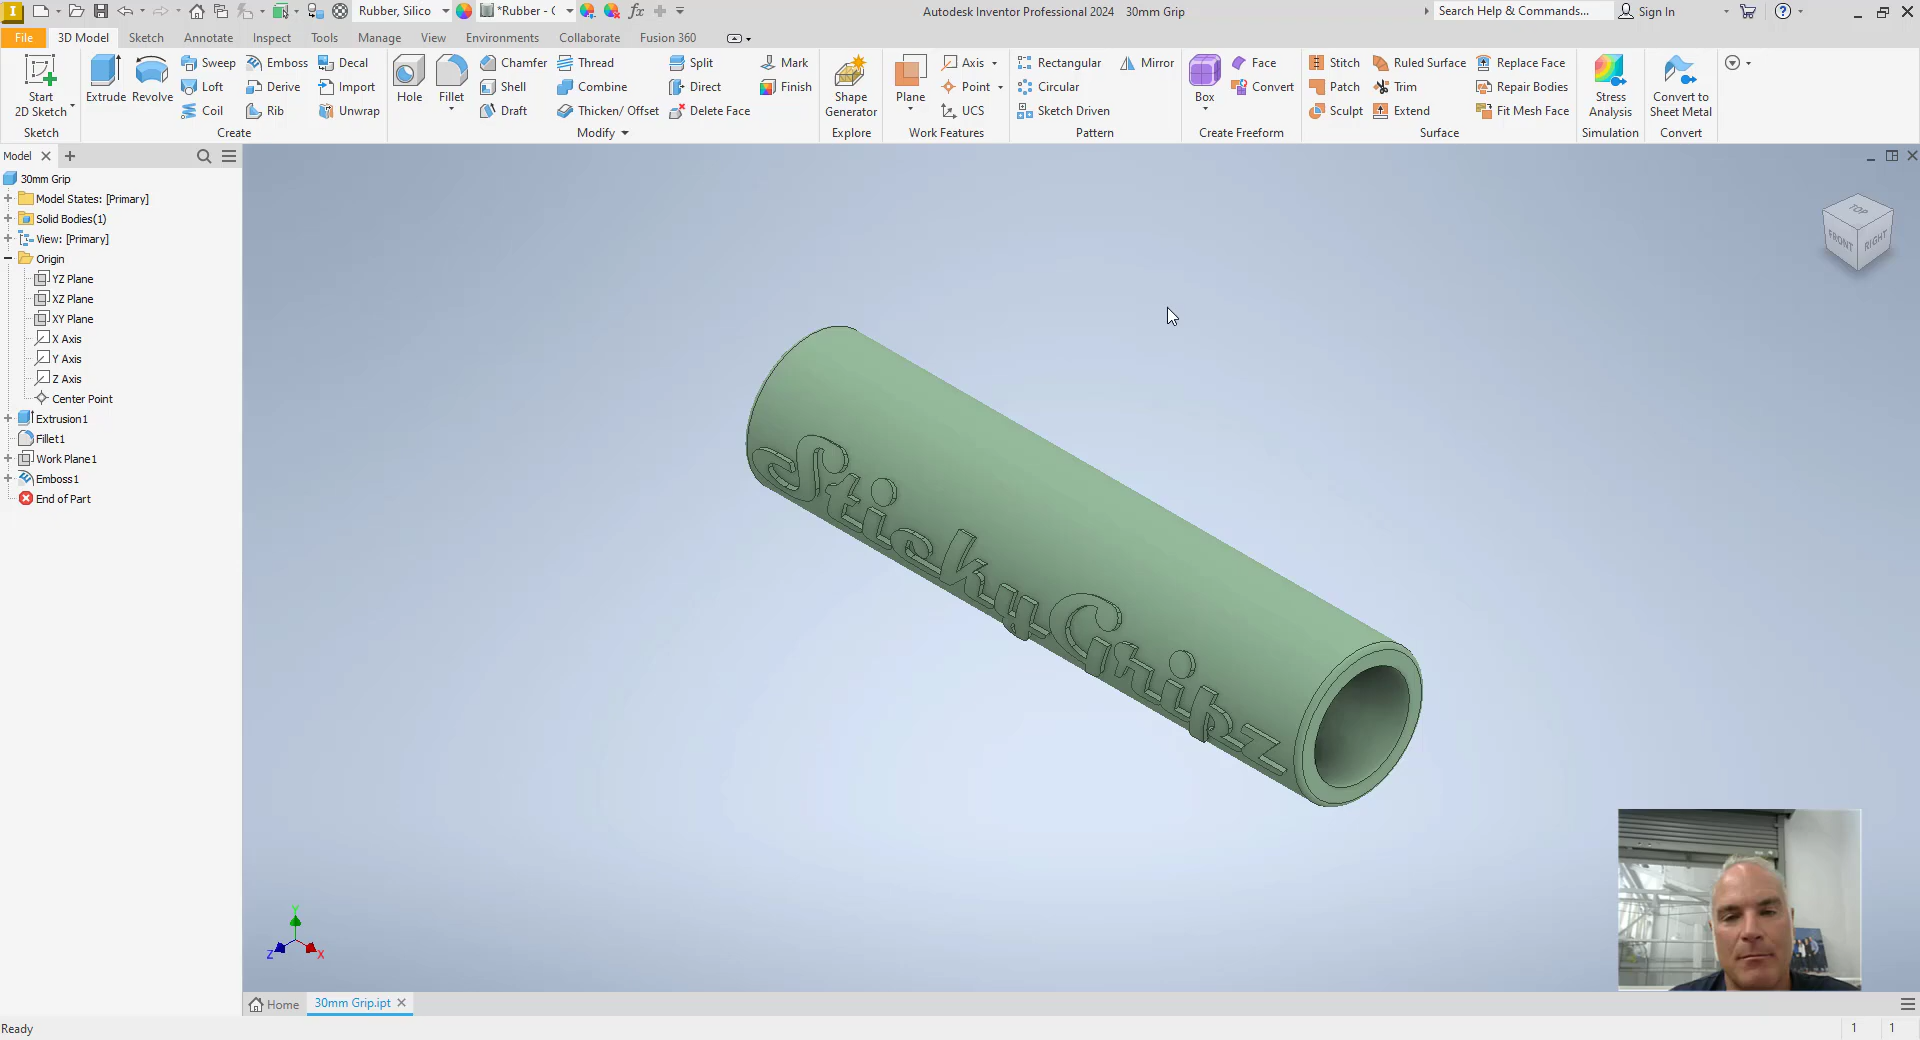 Rubber, Silico
*Rubber - C
fx
Autodesk Inventor Professional 2024 30mm Grip
Search Help & Commands...
Sign In
File 3D Model Sketch Annotate Inspect Tools Manage View Environments Collaborate Fusion 360
Start 2D Sketch
Extrude
Revolve
Sweep Emboss Decal
Loft Derive Import
Coil Rib Unwrap
Hole
Fillet
Chamfer Thread Split
Shell Combine Direct
Draft Thicken/ Offset Delete Face
Mark
Finish
Shape Generator
Plane
Axis
Point
UCS
Rectangular Mirror
Circular
Sketch Driven
Box
Face
Convert
Stitch Ruled Surface Replace Face
Patch Trim Repair Bodies
Sculpt Extend Fit Mesh Face
Stress Analysis
Convert to Sheet Metal
Sketch Create Modify Explore Work Features Pattern Create Freeform Surface Simulation Convert
Model
30mm Grip
Model States: [Primary]
Solid Bodies(1)
View: [Primary]
Origin
YZ Plane
XZ Plane
XY Plane
X Axis
Y Axis
Z Axis
Center Point
Extrusion1
Fillet1
Work Plane1
Emboss1
End of Part
TOP
FRONT RIGHT
StickyGripz
Y
Z X
Home 30mm Grip.ipt
Ready 1 1